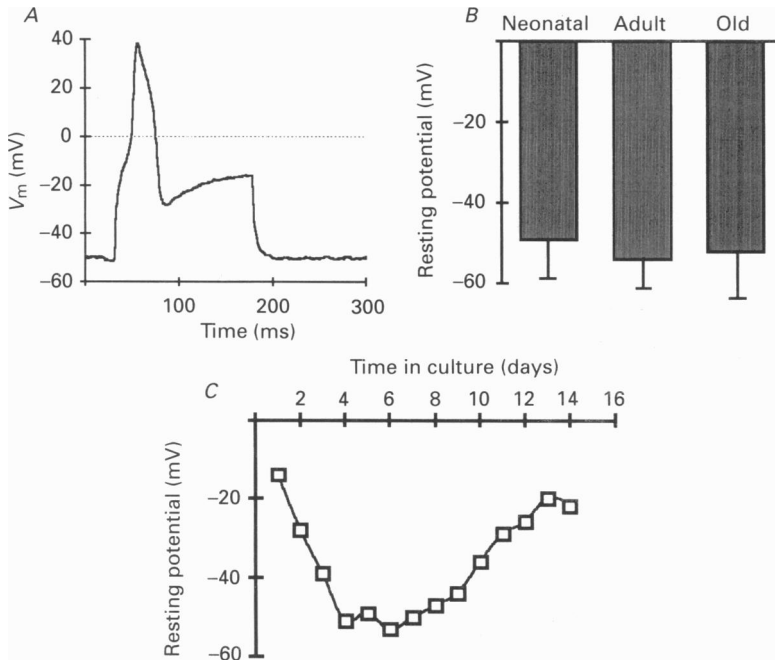 A
40
20
0
−20
−40
−60
V_m (mV)
100 200 300
Time (ms)
B
Neonatal Adult Old
−20
−40
−60
Resting potential (mV)
C
Time in culture (days)
2 4 6 8 10 12 14 16
−20
−40
−60
Resting potential (mV)